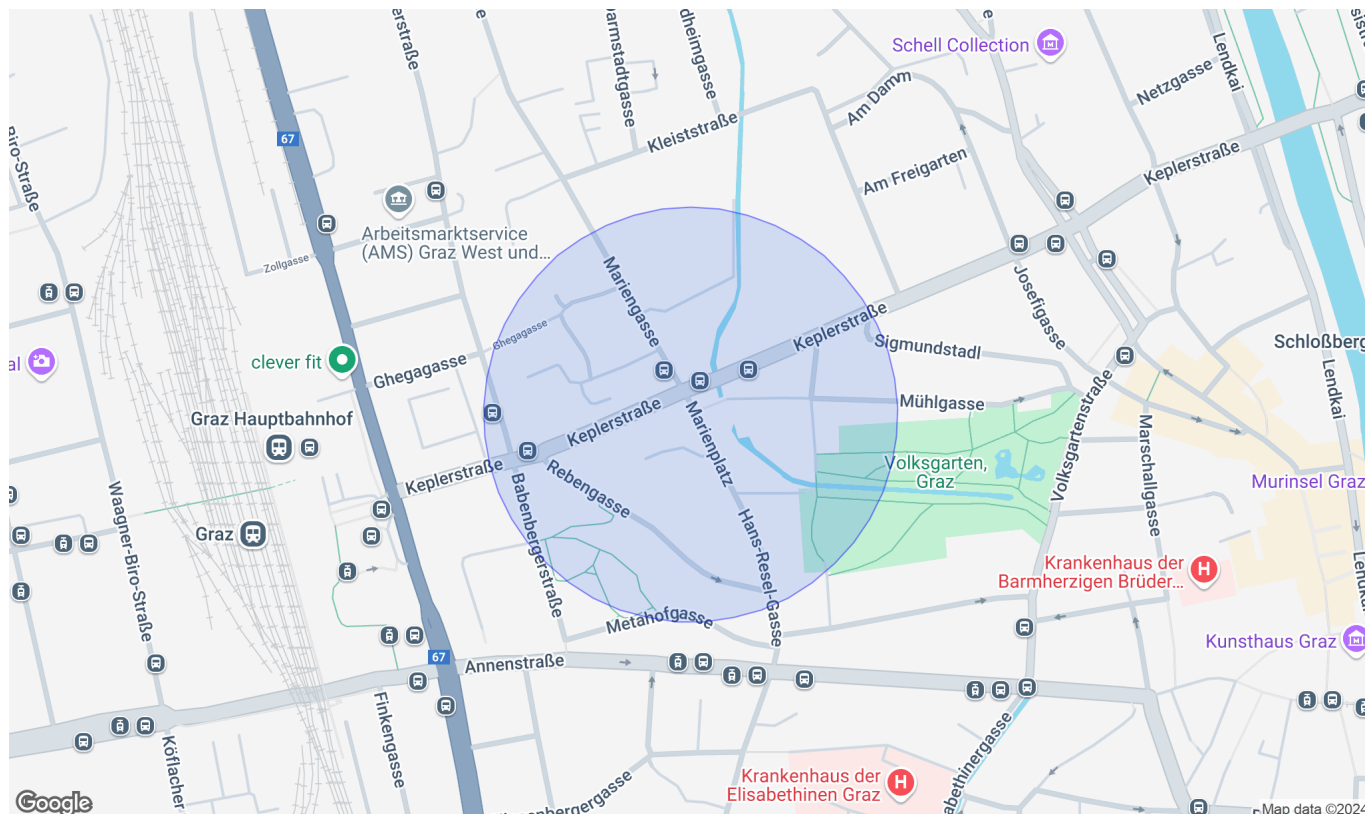 Schell Collection
Lendkai
Netzgasse
Am Damm
Kleiststraße
67
Keplerstraße
Am Freigarten
Arbeitsmarktservice
(AMS) Graz West und...
Zollgasse
Mariengasse
Josefigasse
Keplerstraße
Ghegagasse
Sigmundstadl
Schloßberg
clever fit
Ghegagasse
al
Lendkai
Mühlgasse
Volksgartenstraße
Graz Hauptbahnhof
Keplerstraße
Marienplatz
Marschallgasse
Volksgarten,
Graz
Keplerstraße
Rebengasse
Babenbergerstraße
Murinsel Graz
Waagner-Biro-Straße
Graz
Hans-Resel-Gasse
Krankenhaus der
Barmherzigen Brüder...
H
Metahofgasse
Kunsthaus Graz
67
Annenstraße
Finkengasse
Köflacher
Krankenhaus der
Elisabethinen Graz
H
Google
Map data ©2024